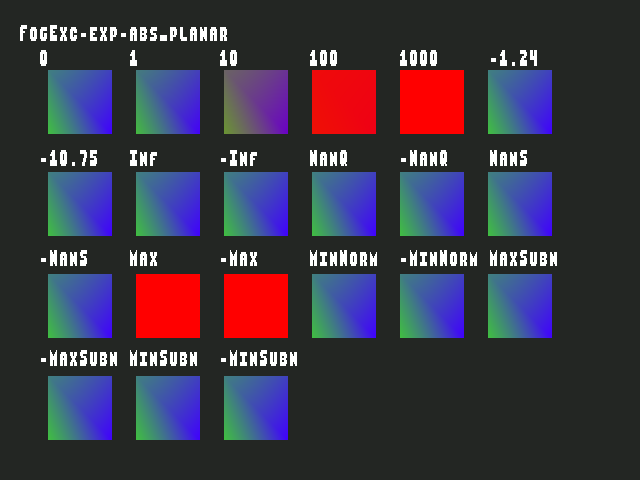 FogExc-exp-abs_planar
0 1 10 100 1000 -1.24
-10.75 Inf -Inf NanQ -NanQ NanS
-NanS Max -Max MinNorm -MinNorm MaxSubN
-MaxSubN MinSubN -MinSubN